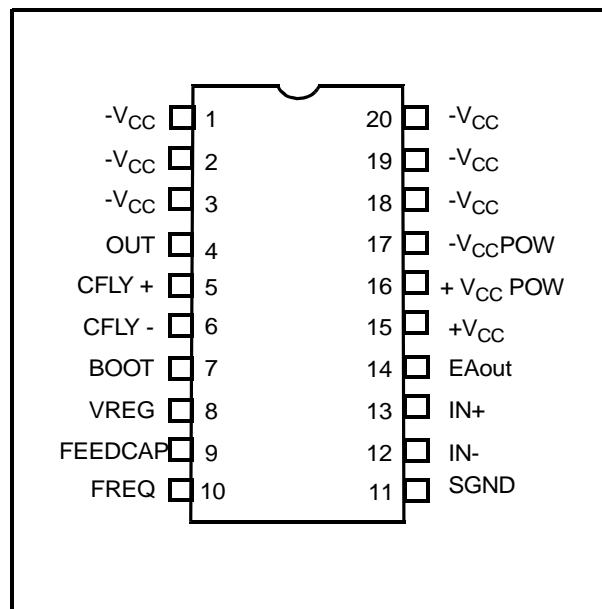 -VCC 1 20 -VCC
-VCC 2 19 -VCC
-VCC 3 18 -VCC
OUT 4 17 -VCCPOW
CFLY + 5 16 + VCC POW
CFLY - 6 15 +VCC
BOOT 7 14 EAout
VREG 8 13 IN+
FEEDCAP 9 12 IN-
FREQ 10 11 SGND